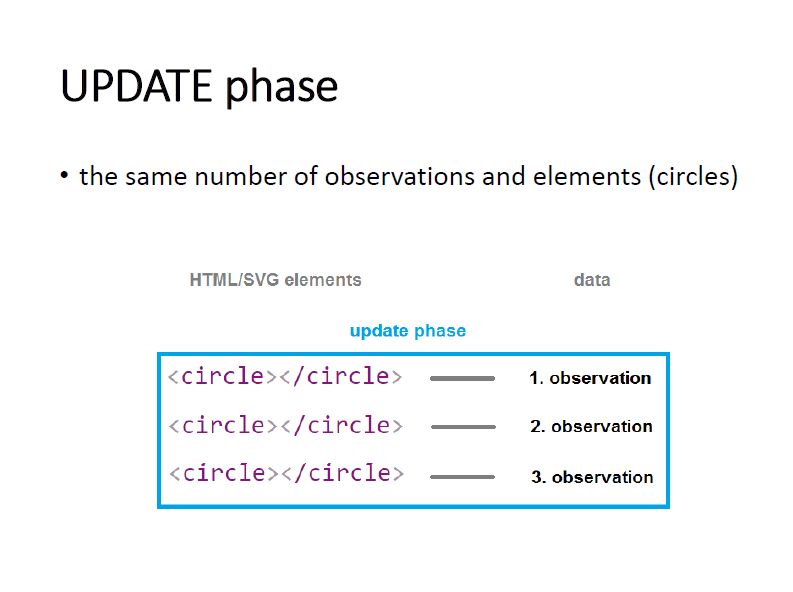 UPDATE phase
• the same number of observations and elements (circles)
HTML/SVG elements data
update phase
<circle></circle> 1. observation
<circle></circle> 2. observation
<circle></circle> 3. observation